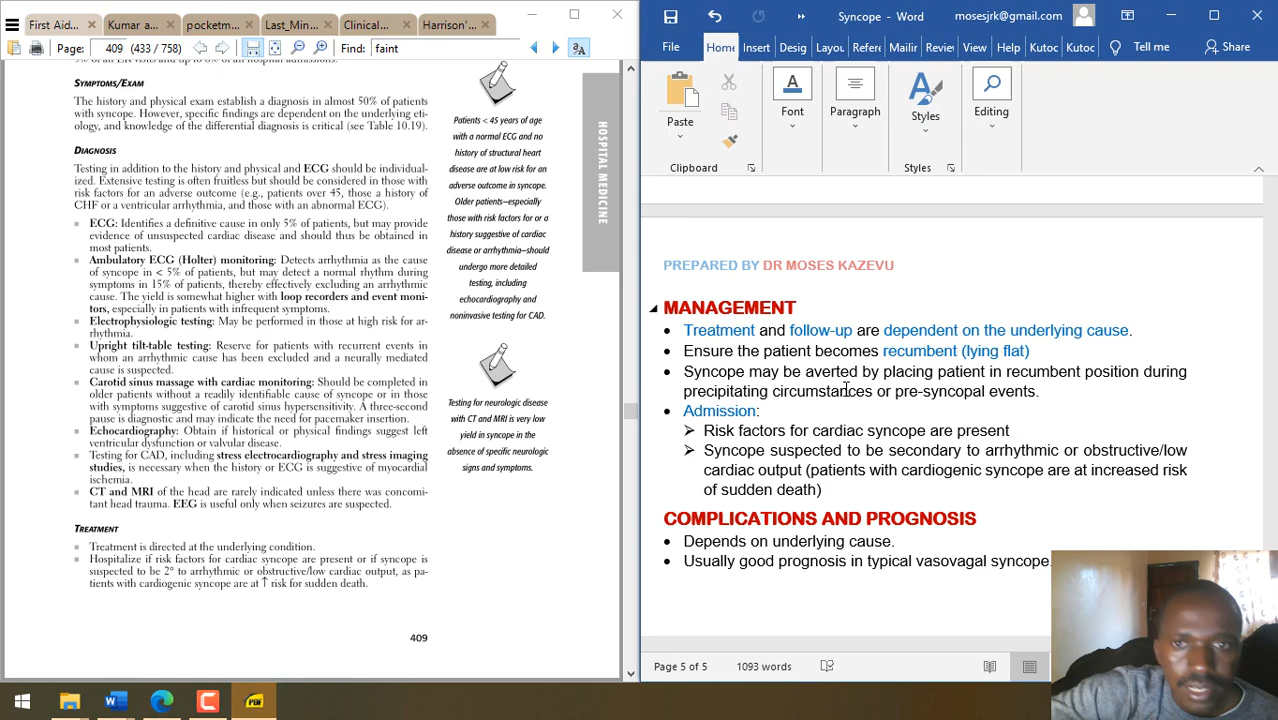 First Aid...
Kumar a...
pocketm...
Last_Min...
Clinical...
Harrison'...
Page: 409 (433 / 758)
Find: faint
SYMPTOMS/EXAM
The history and physical exam establish a diagnosis in almost 50% of patients
with syncope. However, specific findings are dependent on the underlying eti-
ology, and knowledge of the differential diagnosis is critical (see Table 10.19).
DIAGNOSIS
Testing in addition to the history and physical and ECG should be individual-
ized. Extensive testing is often fruitless but should be considered in those with
risk factors for an adverse outcome (e.g., patients over 45, those a history of
CHF or a ventricular arrhythmia, and those with an abnormal ECG).
ECG: Identifies a definitive cause in only 5% of patients, but may provide
evidence of unsuspected cardiac disease and should thus be obtained in
most patients.
Ambulatory ECG (Holter) monitoring: Detects arrhythmia as the cause
of syncope in < 5% of patients, but may detect a normal rhythm during
symptoms in 15% of patients, thereby effectively excluding an arrhythmic
cause. The yield is somewhat higher with loop recorders and event moni-
tors, especially in patients with infrequent symptoms.
Electrophysiologic testing: May be performed in those at high risk for ar-
rhythmia.
Upright tilt-table testing: Reserve for patients with recurrent events in
whom an arrhythmic cause has been excluded and a neurally mediated
cause is suspected.
Carotid sinus massage with cardiac monitoring: Should be completed in
older patients without a readily identifiable cause of syncope or in those
with symptoms suggestive of carotid sinus hypersensitivity. A three-second
pause is diagnostic and may indicate the need for pacemaker insertion.
Echocardiography: Obtain if historical or physical findings suggest left
ventricular dysfunction or valvular disease.
Testing for CAD, including stress electrocardiography and stress imaging
studies, is necessary when the history or ECG is suggestive of myocardial
ischemia.
CT and MRI of the head are rarely indicated unless there was concomi-
tant head trauma. EEG is useful only when seizures are suspected.
TREATMENT
Treatment is directed at the underlying condition.
Hospitalize if risk factors for cardiac syncope are present or if syncope is
suspected to be 2° to arrhythmic or obstructive/low cardiac output, as pa-
tients with cardiogenic syncope are at ↑ risk for sudden death.
409
Patients < 45 years of age
with a normal ECG and no
history of structural heart
disease are at low risk for an
adverse outcome in syncope.
Older patients—especially
those with risk factors for or a
history suggestive of cardiac
disease or arrhythmia—should
undergo more detailed
testing, including
echocardiography and
noninvasive testing for CAD.
Testing for neurologic disease
with CT and MRI is very low
yield in syncope in the
absence of specific neurologic
signs and symptoms.
HOSPITAL MEDICINE
Syncope - Word
mosesjrk@gmail.com
File Home Insert Desig Layou Refere Mailir Reviev View Help Kutoc Kutoc Tell me Share
Paste
Clipboard
Font
Paragraph
Styles
Styles
Editing
PREPARED BY DR MOSES KAZEVU
MANAGEMENT
• Treatment and follow-up are dependent on the underlying cause.
• Ensure the patient becomes recumbent (lying flat)
• Syncope may be averted by placing patient in recumbent position during
precipitating circumstances or pre-syncopal events.
• Admission:
➤ Risk factors for cardiac syncope are present
➤ Syncope suspected to be secondary to arrhythmic or obstructive/low
cardiac output (patients with cardiogenic syncope are at increased risk
of sudden death)
COMPLICATIONS AND PROGNOSIS
• Depends on underlying cause.
• Usually good prognosis in typical vasovagal syncope
Page 5 of 5
1093 words